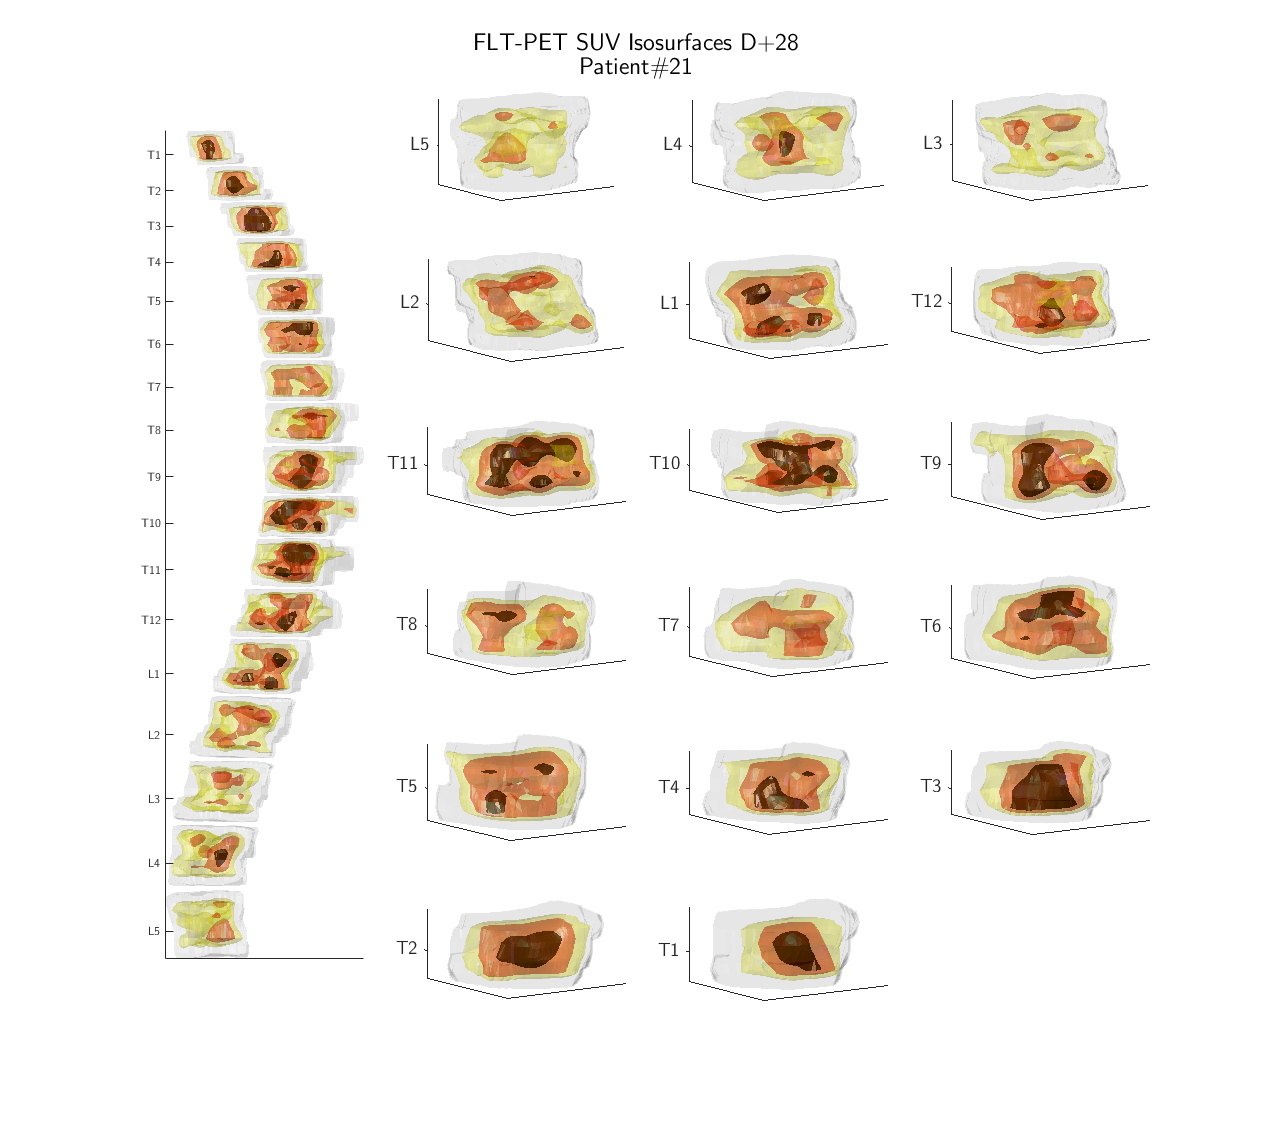 FLT-PET SUV Isosurfaces D+28
Patient#21
T1
T2
T3
T4
T5
T6
T7
T8
T9
T10
T11
T12
L1
L2
L3
L4
L5
L5
L4
L3
L2
L1
T12
T11
T10
T9
T8
T7
T6
T5
T4
T3
T2
T1